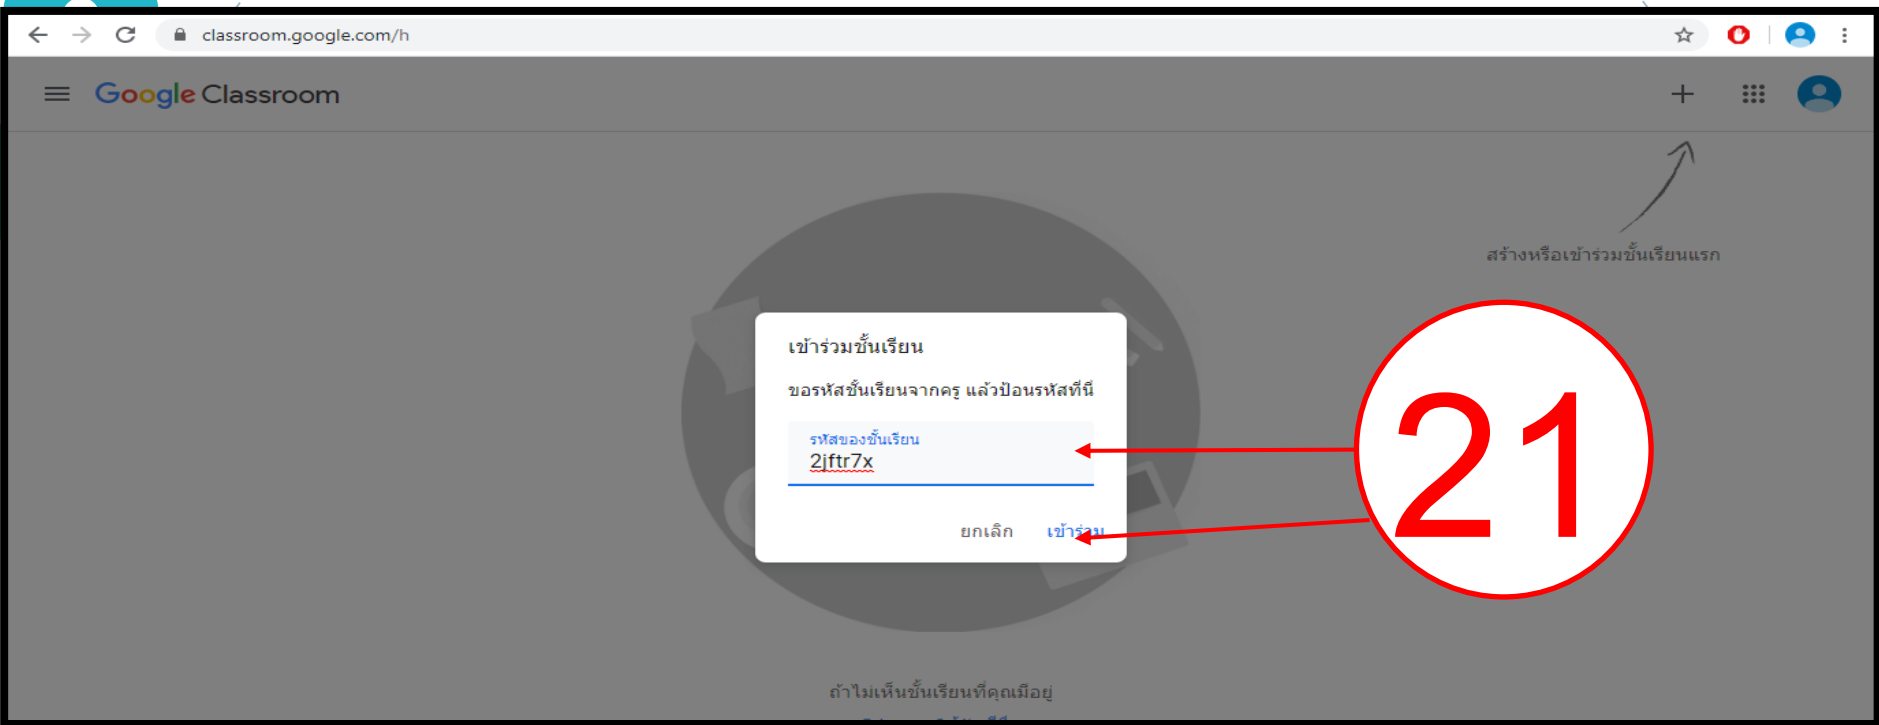 classroom.google.com/h
Google Classroom
สร้างหรือเข้าร่วมชั้นเรียนแรก
เข้าร่วมชั้นเรียน
ขอรหัสชั้นเรียนจากครู แล้วป้อนรหัสที่นี่
รหัสของชั้นเรียน
2jftr7x
ยกเลิก เข้าร่วม
21
ถ้าไม่เห็นชั้นเรียนที่คุณมีอยู่